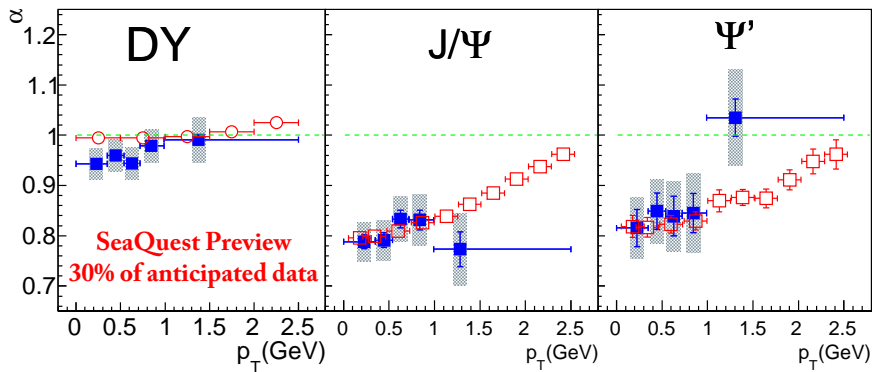 α
DY
J/Ψ
Ψ'
1.2
1.1
1
0.9
0.8
0.7
SeaQuest Preview
30% of anticipated data
0 0.5 1 1.5 2 2.5
0 0.5 1 1.5 2 2.5
0 0.5 1 1.5 2 2.5
p_T(GeV)
p_T(GeV)
p_T(GeV)